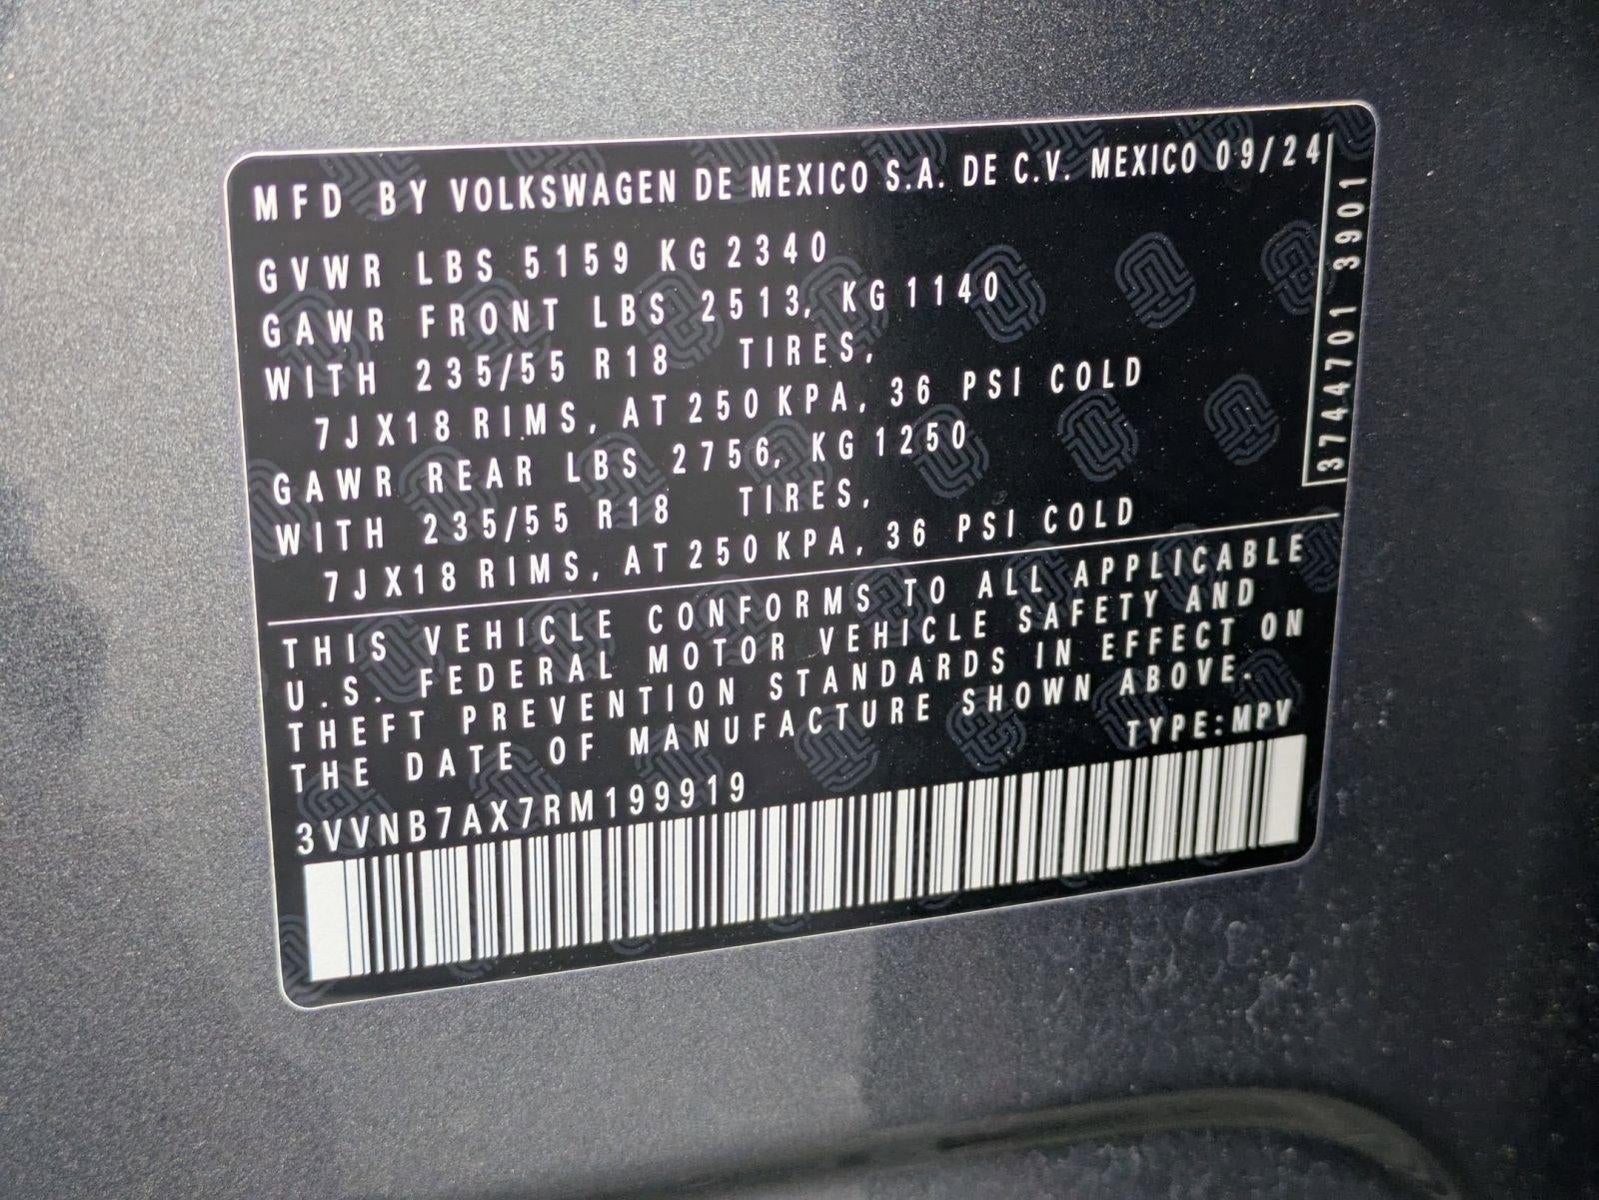 MFD BY VOLKSWAGEN DE MEXICO S.A. DE C.V. MEXICO 09/24
GVWR LBS 5159 KG 2340
GAWR FRONT LBS 2513, KG 1140
WITH 235/55 R18 TIRES,
7JX18 RIMS, AT 250 KPA, 36 PSI COLD
GAWR REAR LBS 2756, KG 1250
WITH 235/55 R18 TIRES,
7JX18 RIMS, AT 250 KPA, 36 PSI COLD
37447013901
THIS VEHICLE CONFORMS TO ALL APPLICABLE
U.S. FEDERAL MOTOR VEHICLE SAFETY AND
THEFT PREVENTION STANDARDS IN EFFECT ON
THE DATE OF MANUFACTURE SHOWN ABOVE.
TYPE:MPV
3VVNB7AX7RM199919